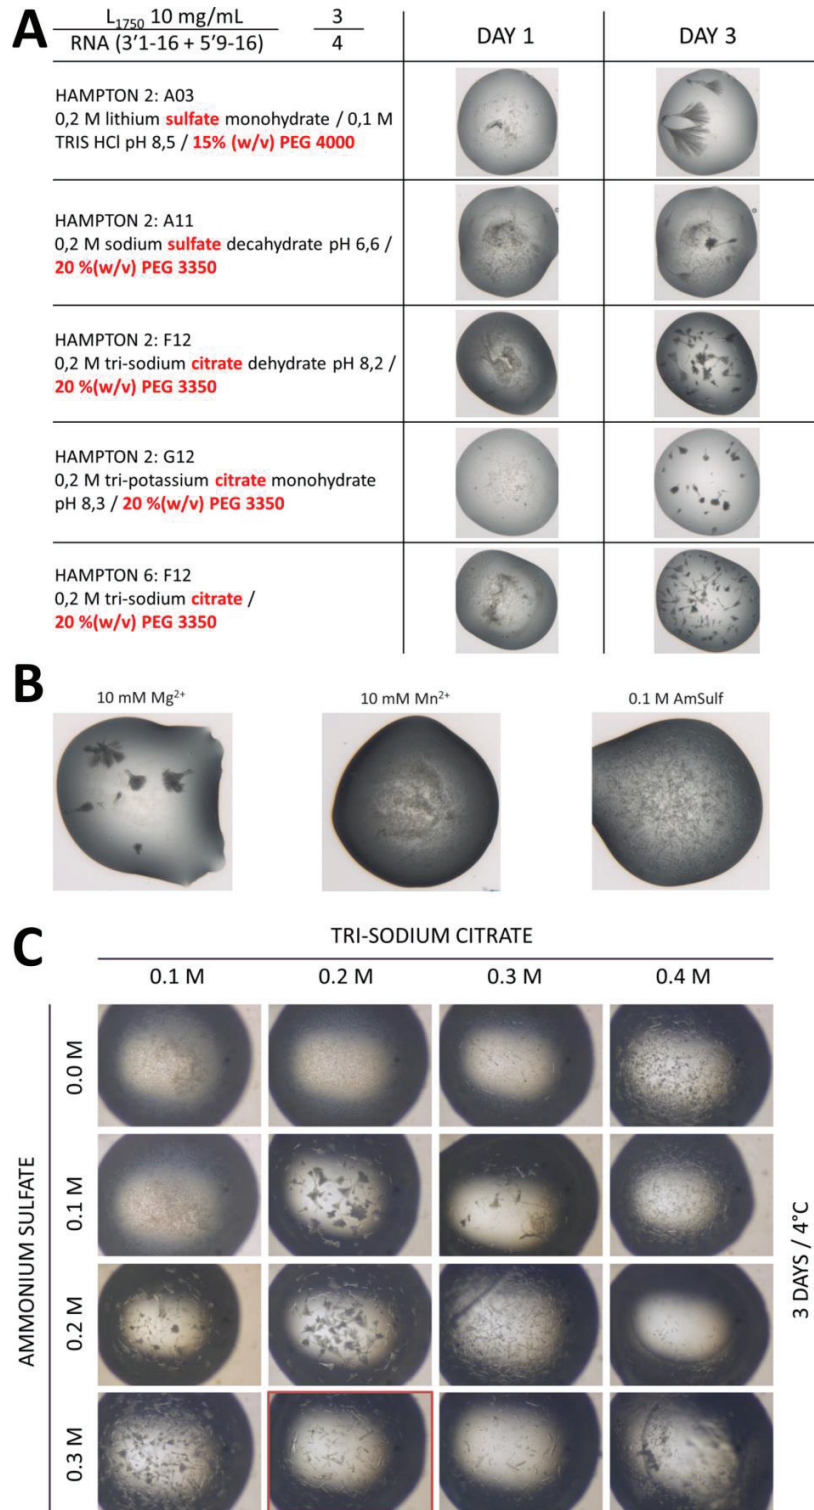 A
L1750 10 mg/mL
RNA (3'1-16 + 5'9-16)
3
4
DAY 1
DAY 3
HAMPTON 2: A03
0,2 M lithium sulfate monohydrate / 0,1 M
TRIS HCl pH 8,5 / 15% (w/v) PEG 4000
HAMPTON 2: A11
0,2 M sodium sulfate decahydrate pH 6,6 /
20 %(w/v) PEG 3350
HAMPTON 2: F12
0,2 M tri-sodium citrate dehydrate pH 8,2 /
20 %(w/v) PEG 3350
HAMPTON 2: G12
0,2 M tri-potassium citrate monohydrate
pH 8,3 / 20 %(w/v) PEG 3350
HAMPTON 6: F12
0,2 M tri-sodium citrate /
20 %(w/v) PEG 3350
B
10 mM Mg²⁺
10 mM Mn²⁺
0.1 M AmSulf
C
TRI-SODIUM CITRATE
0.1 M
0.2 M
0.3 M
0.4 M
AMMONIUM SULFATE
0.0 M
0.1 M
0.2 M
0.3 M
3 DAYS / 4°C